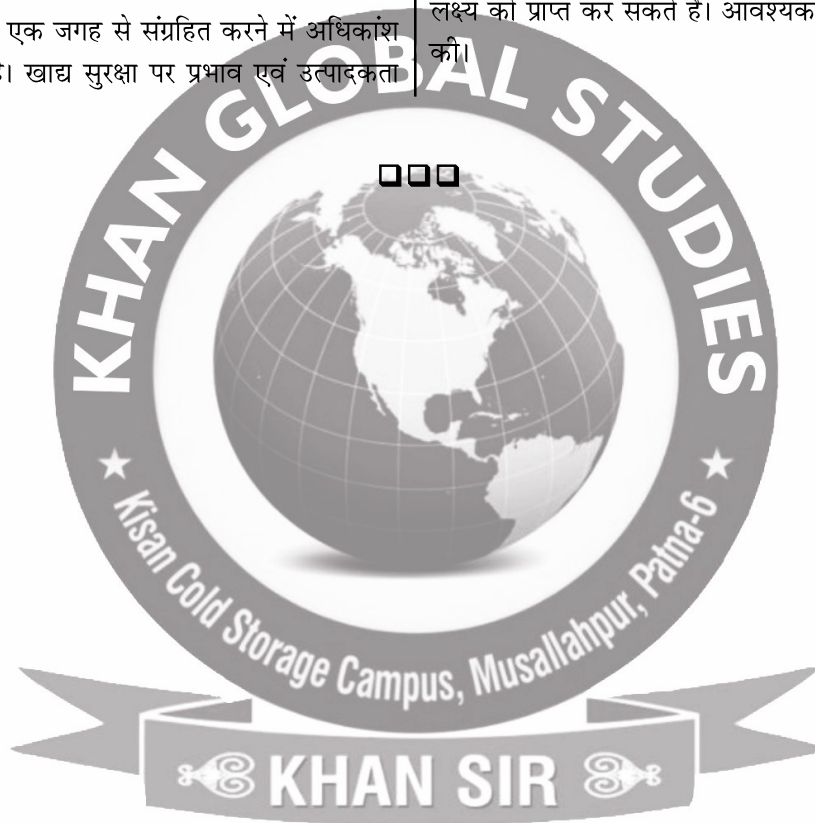 एक जगह से संग्रहित करने में अधिकांश
है। खाद्य सुरक्षा पर प्रभाव एवं उत्पादकता
लक्ष्य को प्राप्त कर सकते हैं। आवश्यक
की।
KHAN GLOBAL STUDIES
★ Kisan Cold Storage Campus, Musallahpur, Patna-6 ★
KHAN SIR